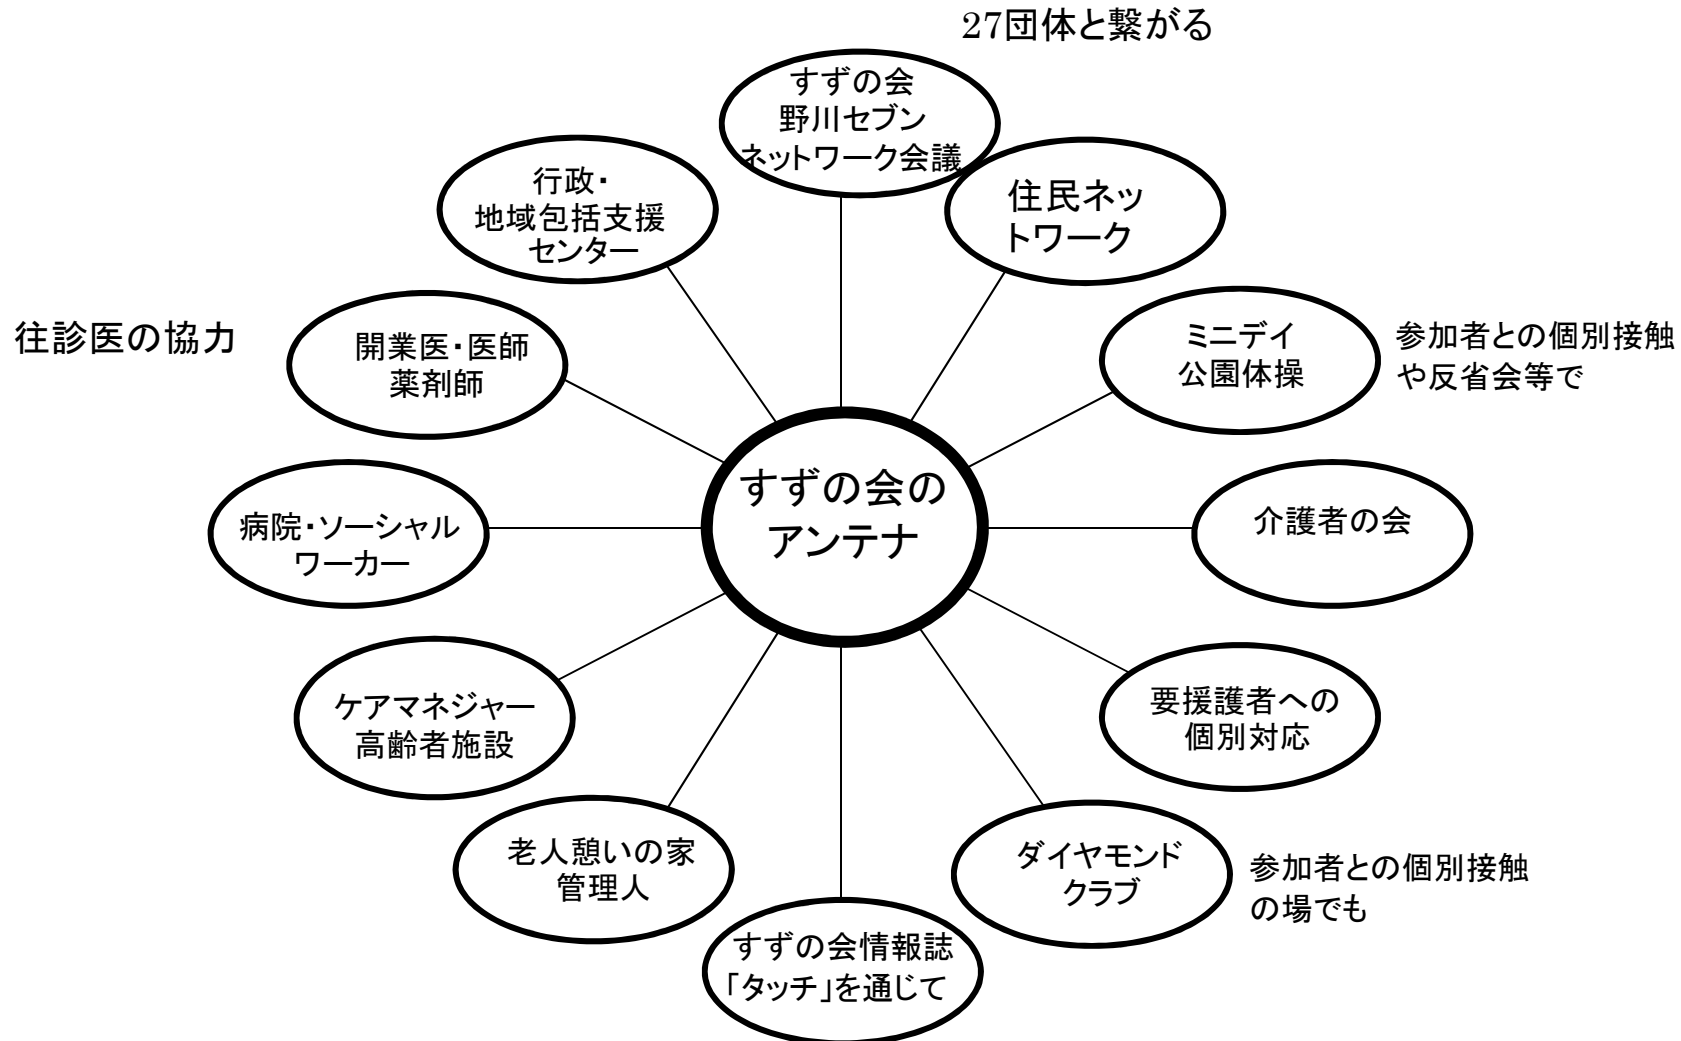 27団体と繋がる
すずの会
野川セブン
ネットワーク会議
住民ネッ
トワーク
ミニデイ
公園体操
参加者との個別接触
や反省会等で
介護者の会
要援護者への
個別対応
ダイヤモンド
クラブ
参加者との個別接触
の場でも
すずの会情報誌
「タッチ」を通じて
老人憩いの家
管理人
ケアマネジャー
高齢者施設
病院・ソーシャル
ワーカー
開業医・医師
薬剤師
往診医の協力
行政・
地域包括支援
センター
すずの会の
アンテナ